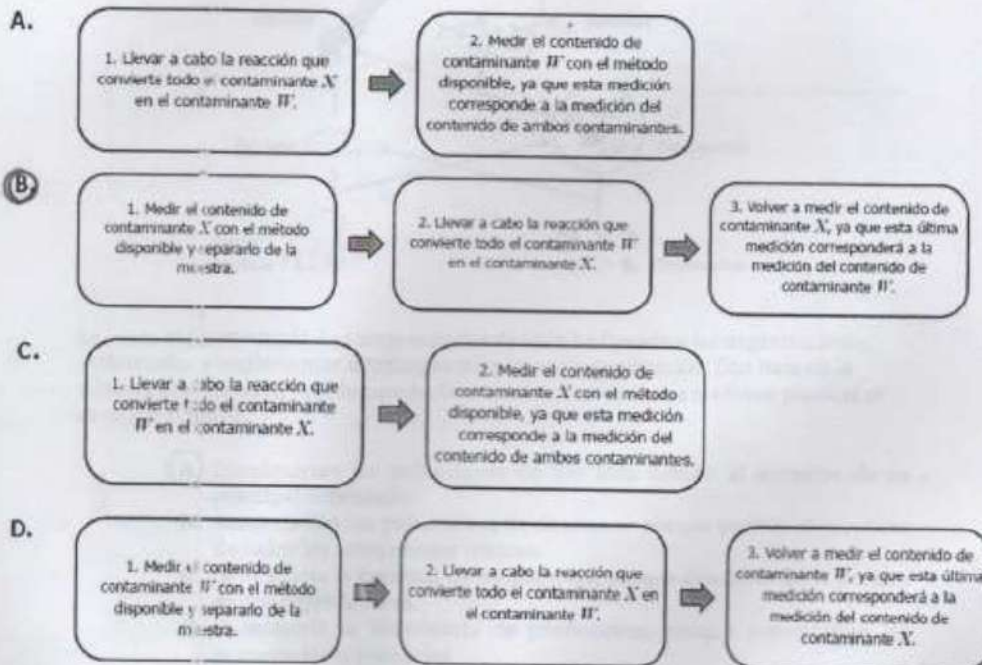 A.
1. Llevar a cabo la reacción que
convierte todo el contaminante X
en el contaminante W.
2. Medir el contenido de
contaminante W con el método
disponible, ya que esta medición
corresponde a la medición del
contenido de ambos contaminantes.
B.
1. Medir el contenido de
contaminante X con el método
disponible y separarlo de la
muestra.
2. Llevar a cabo la reacción que
convierte todo el contaminante W
en el contaminante X.
3. Volver a medir el contenido de
contaminante X, ya que esta última
medición corresponderá a la
medición del contenido de
contaminante W.
C.
1. Llevar a cabo la reacción que
convierte todo el contaminante
W en el contaminante X.
2. Medir el contenido de
contaminante X con el método
disponible, ya que esta medición
corresponde a la medición del
contenido de ambos contaminantes.
D.
1. Medir el contenido de
contaminante W con el método
disponible y separarlo de la
muestra.
2. Llevar a cabo la reacción que
convierte todo el contaminante X en
el contaminante W.
3. Volver a medir el contenido de
contaminante W, ya que esta última
medición corresponderá a la
medición del contenido de
contaminante X.